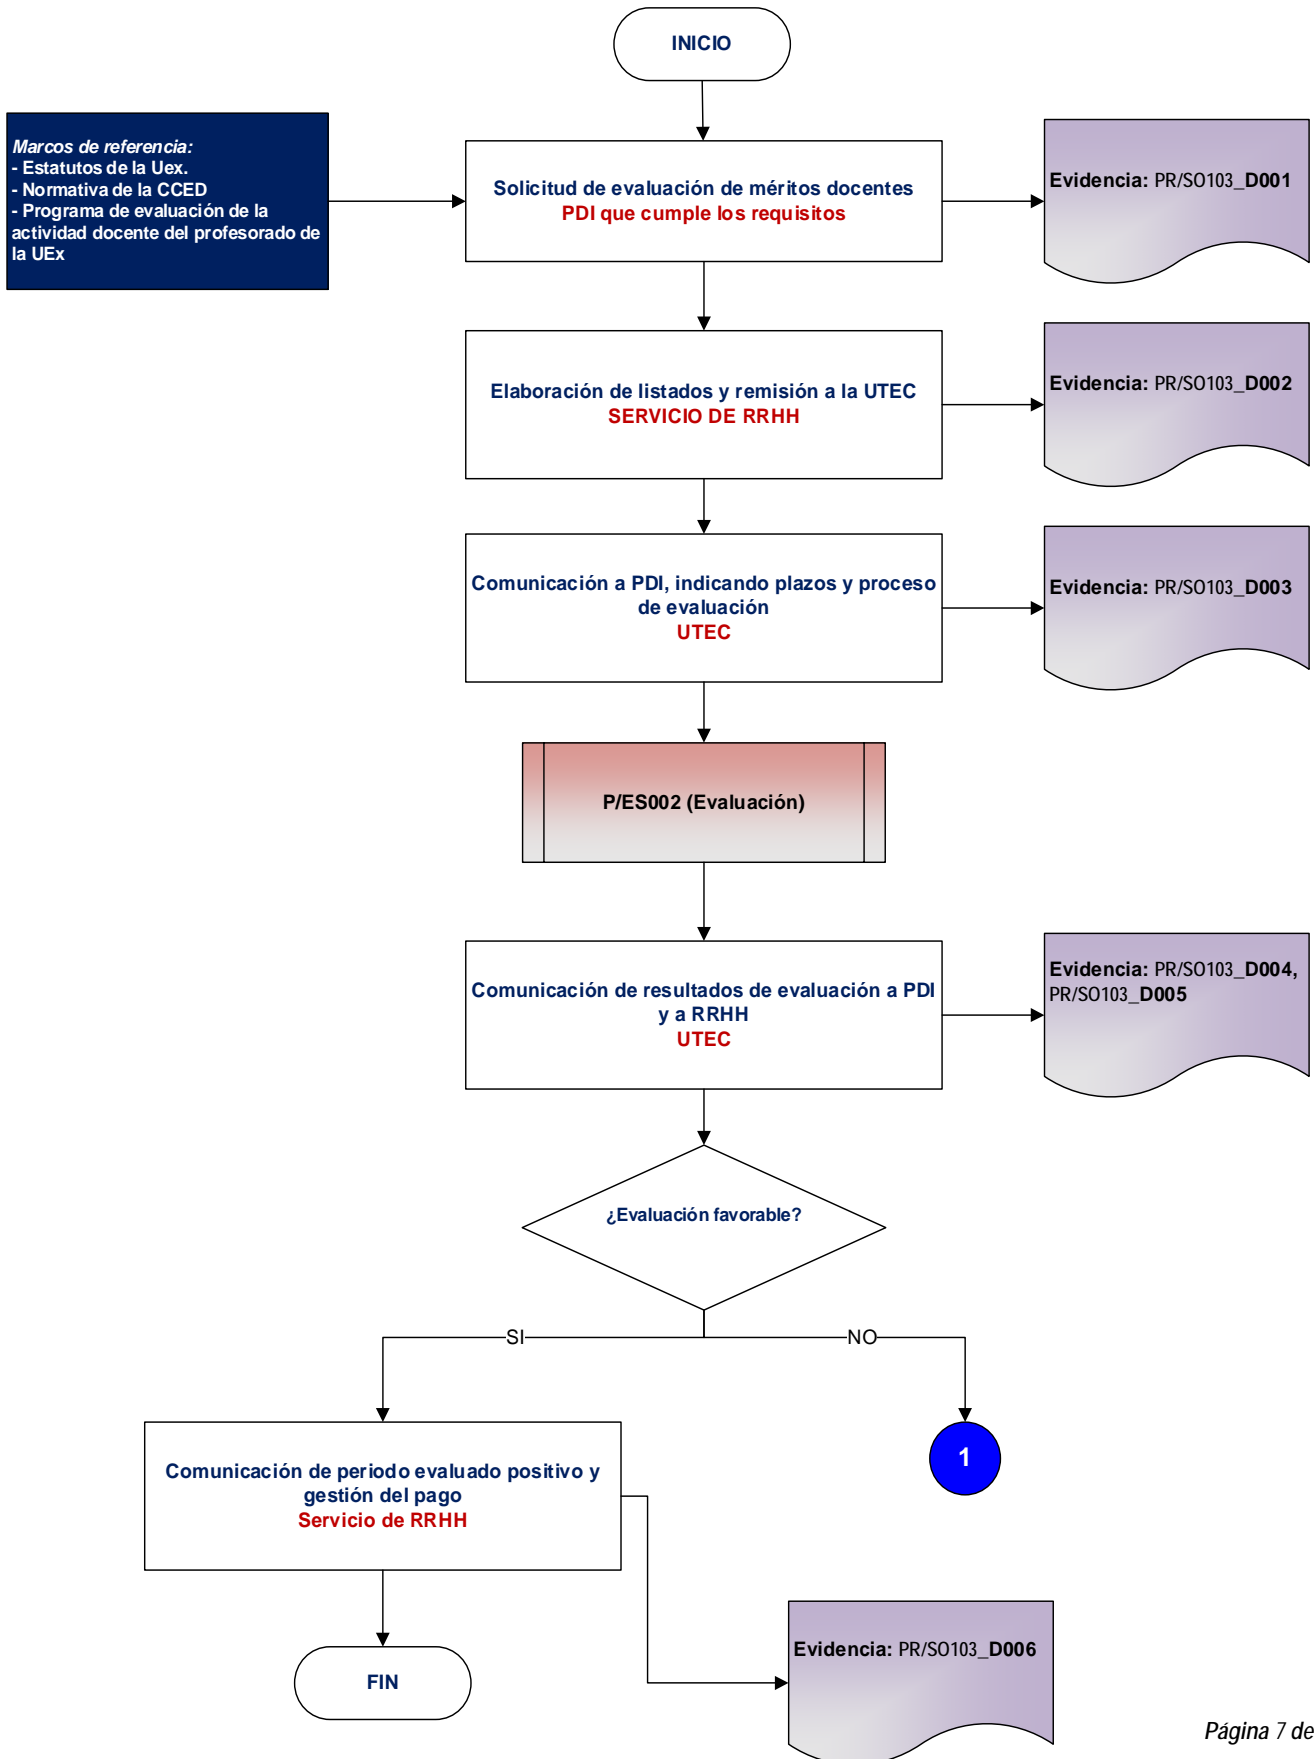 INICIO
Marcos de referencia:
- Estatutos de la Uex.
- Normativa de la CCED
- Programa de evaluación de la
actividad docente del profesorado de
la UEx
Solicitud de evaluación de méritos docentes
PDI que cumple los requisitos
Evidencia: PR/SO103_D001
Elaboración de listados y remisión a la UTEC
SERVICIO DE RRHH
Evidencia: PR/SO103_D002
Comunicación a PDI, indicando plazos y proceso
de evaluación
UTEC
Evidencia: PR/SO103_D003
P/ES002 (Evaluación)
Comunicación de resultados de evaluación a PDI
y a RRHH
UTEC
Evidencia: PR/SO103_D004,
PR/SO103_D005
¿Evaluación favorable?
SI
NO
Comunicación de periodo evaluado positivo y
gestión del pago
Servicio de RRHH
1
Evidencia: PR/SO103_D006
FIN
Página 7 de